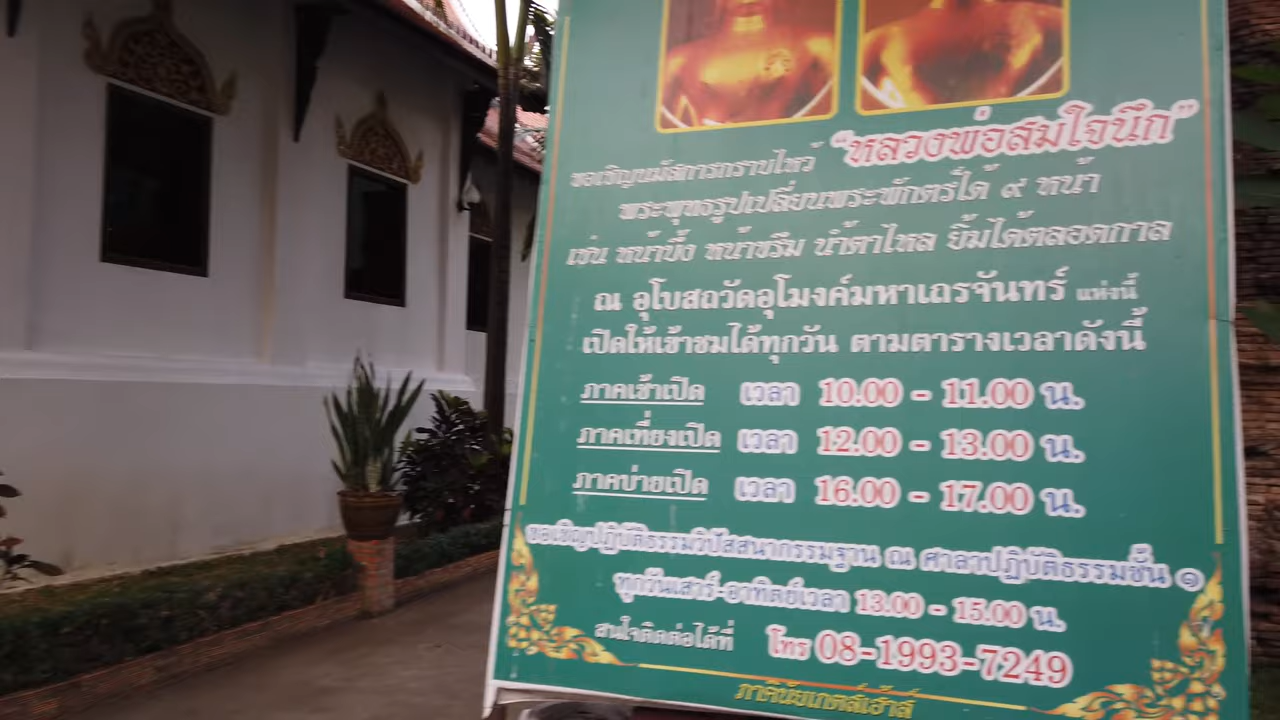 ขอเชิญนมัสการกราบไหว้ “หลวงพ่อสมใจนึก”
พระพุทธรูปเปลี่ยนพระพักตร์ได้ ๙ หน้า
เช่น หน้าบึ้ง หน้าขรึม น้ำตาไหล ยิ้มได้ตลอดกาล
ณ อุโบสถวัดอุโมงค์มหาเถรจันทร์ แห่งนี้
เปิดให้เข้าชมได้ทุกวัน ตามตารางเวลาดังนี้
ภาคเช้าเปิด เวลา 10.00 - 11.00 น.
ภาคเที่ยงเปิด เวลา 12.00 - 13.00 น.
ภาคบ่ายเปิด เวลา 16.00 - 17.00 น.
ขอเชิญปฏิบัติธรรมวิปัสสนากรรมฐาน ณ ศาลาปฏิบัติธรรมชั้น ๑
ทุกวันเสาร์-อาทิตย์เวลา 13.00 - 15.00 น.
สนใจติดต่อได้ที่ โทร 08-1993-7249
ภาคินัยเกสต์เฮ้าส์